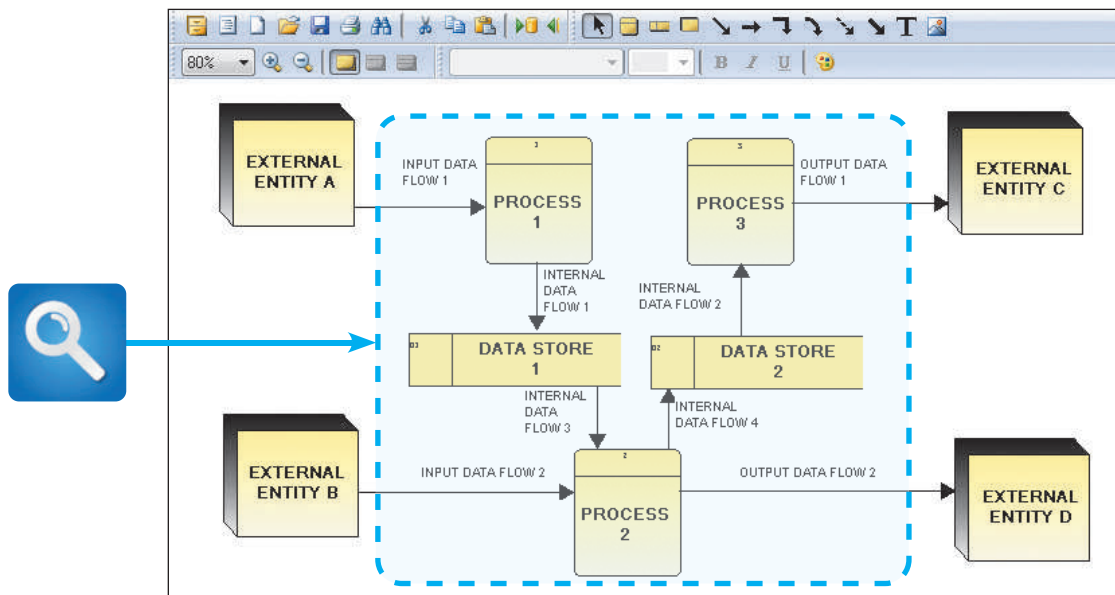 T
80%
B I U
EXTERNAL
ENTITY A
INPUT DATA
FLOW 1
1
PROCESS
1
3
PROCESS
3
OUTPUT DATA
FLOW 1
EXTERNAL
ENTITY C
INTERNAL
DATA
FLOW 1
INTERNAL
DATA FLOW 2
D1
DATA STORE
1
D2
DATA STORE
2
INTERNAL
DATA
FLOW 3
INTERNAL
DATA FLOW 4
EXTERNAL
ENTITY B
INPUT DATA FLOW 2
2
PROCESS
2
OUTPUT DATA FLOW 2
EXTERNAL
ENTITY D